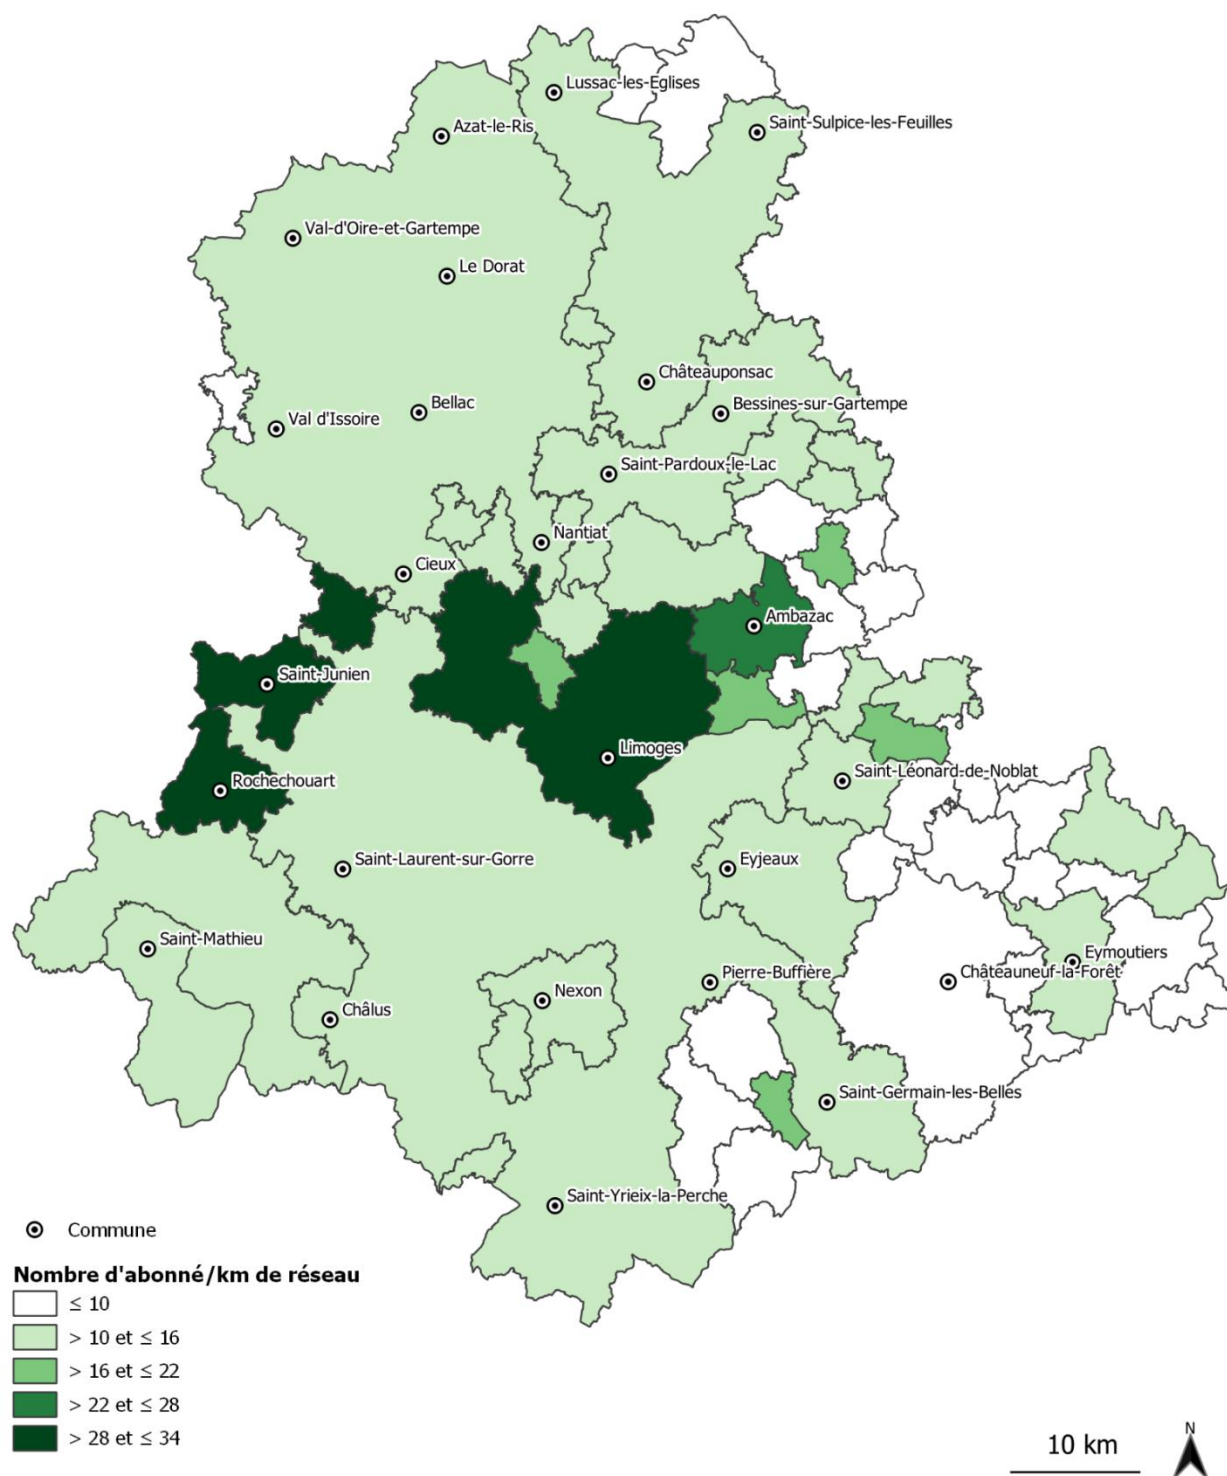 Lussac-les-Eglises
Azat-le-Ris
Saint-Sulpice-les-Feuilles
Val-d'Oire-et-Gartempe
Le Dorat
Châteauponsac
Bessines-sur-Gartempe
Bellac
Val d'Issoire
Saint-Pardoux-le-Lac
Nantiat
Cieux
Ambazac
Saint-Junien
Limoges
Rochechouart
Saint-Léonard-de-Noblat
Saint-Laurent-sur-Gorre
Eyjeaux
Saint-Mathieu
Eymoutiers
Châteauneuf-la-Forêt
Pierre-Buffière
Nexon
Châlus
Saint-Germain-les-Belles
Saint-Yrieix-la-Perche
Commune
Nombre d'abonné/km de réseau
≤ 10
> 10 et ≤ 16
> 16 et ≤ 22
> 22 et ≤ 28
> 28 et ≤ 34
10 km
N